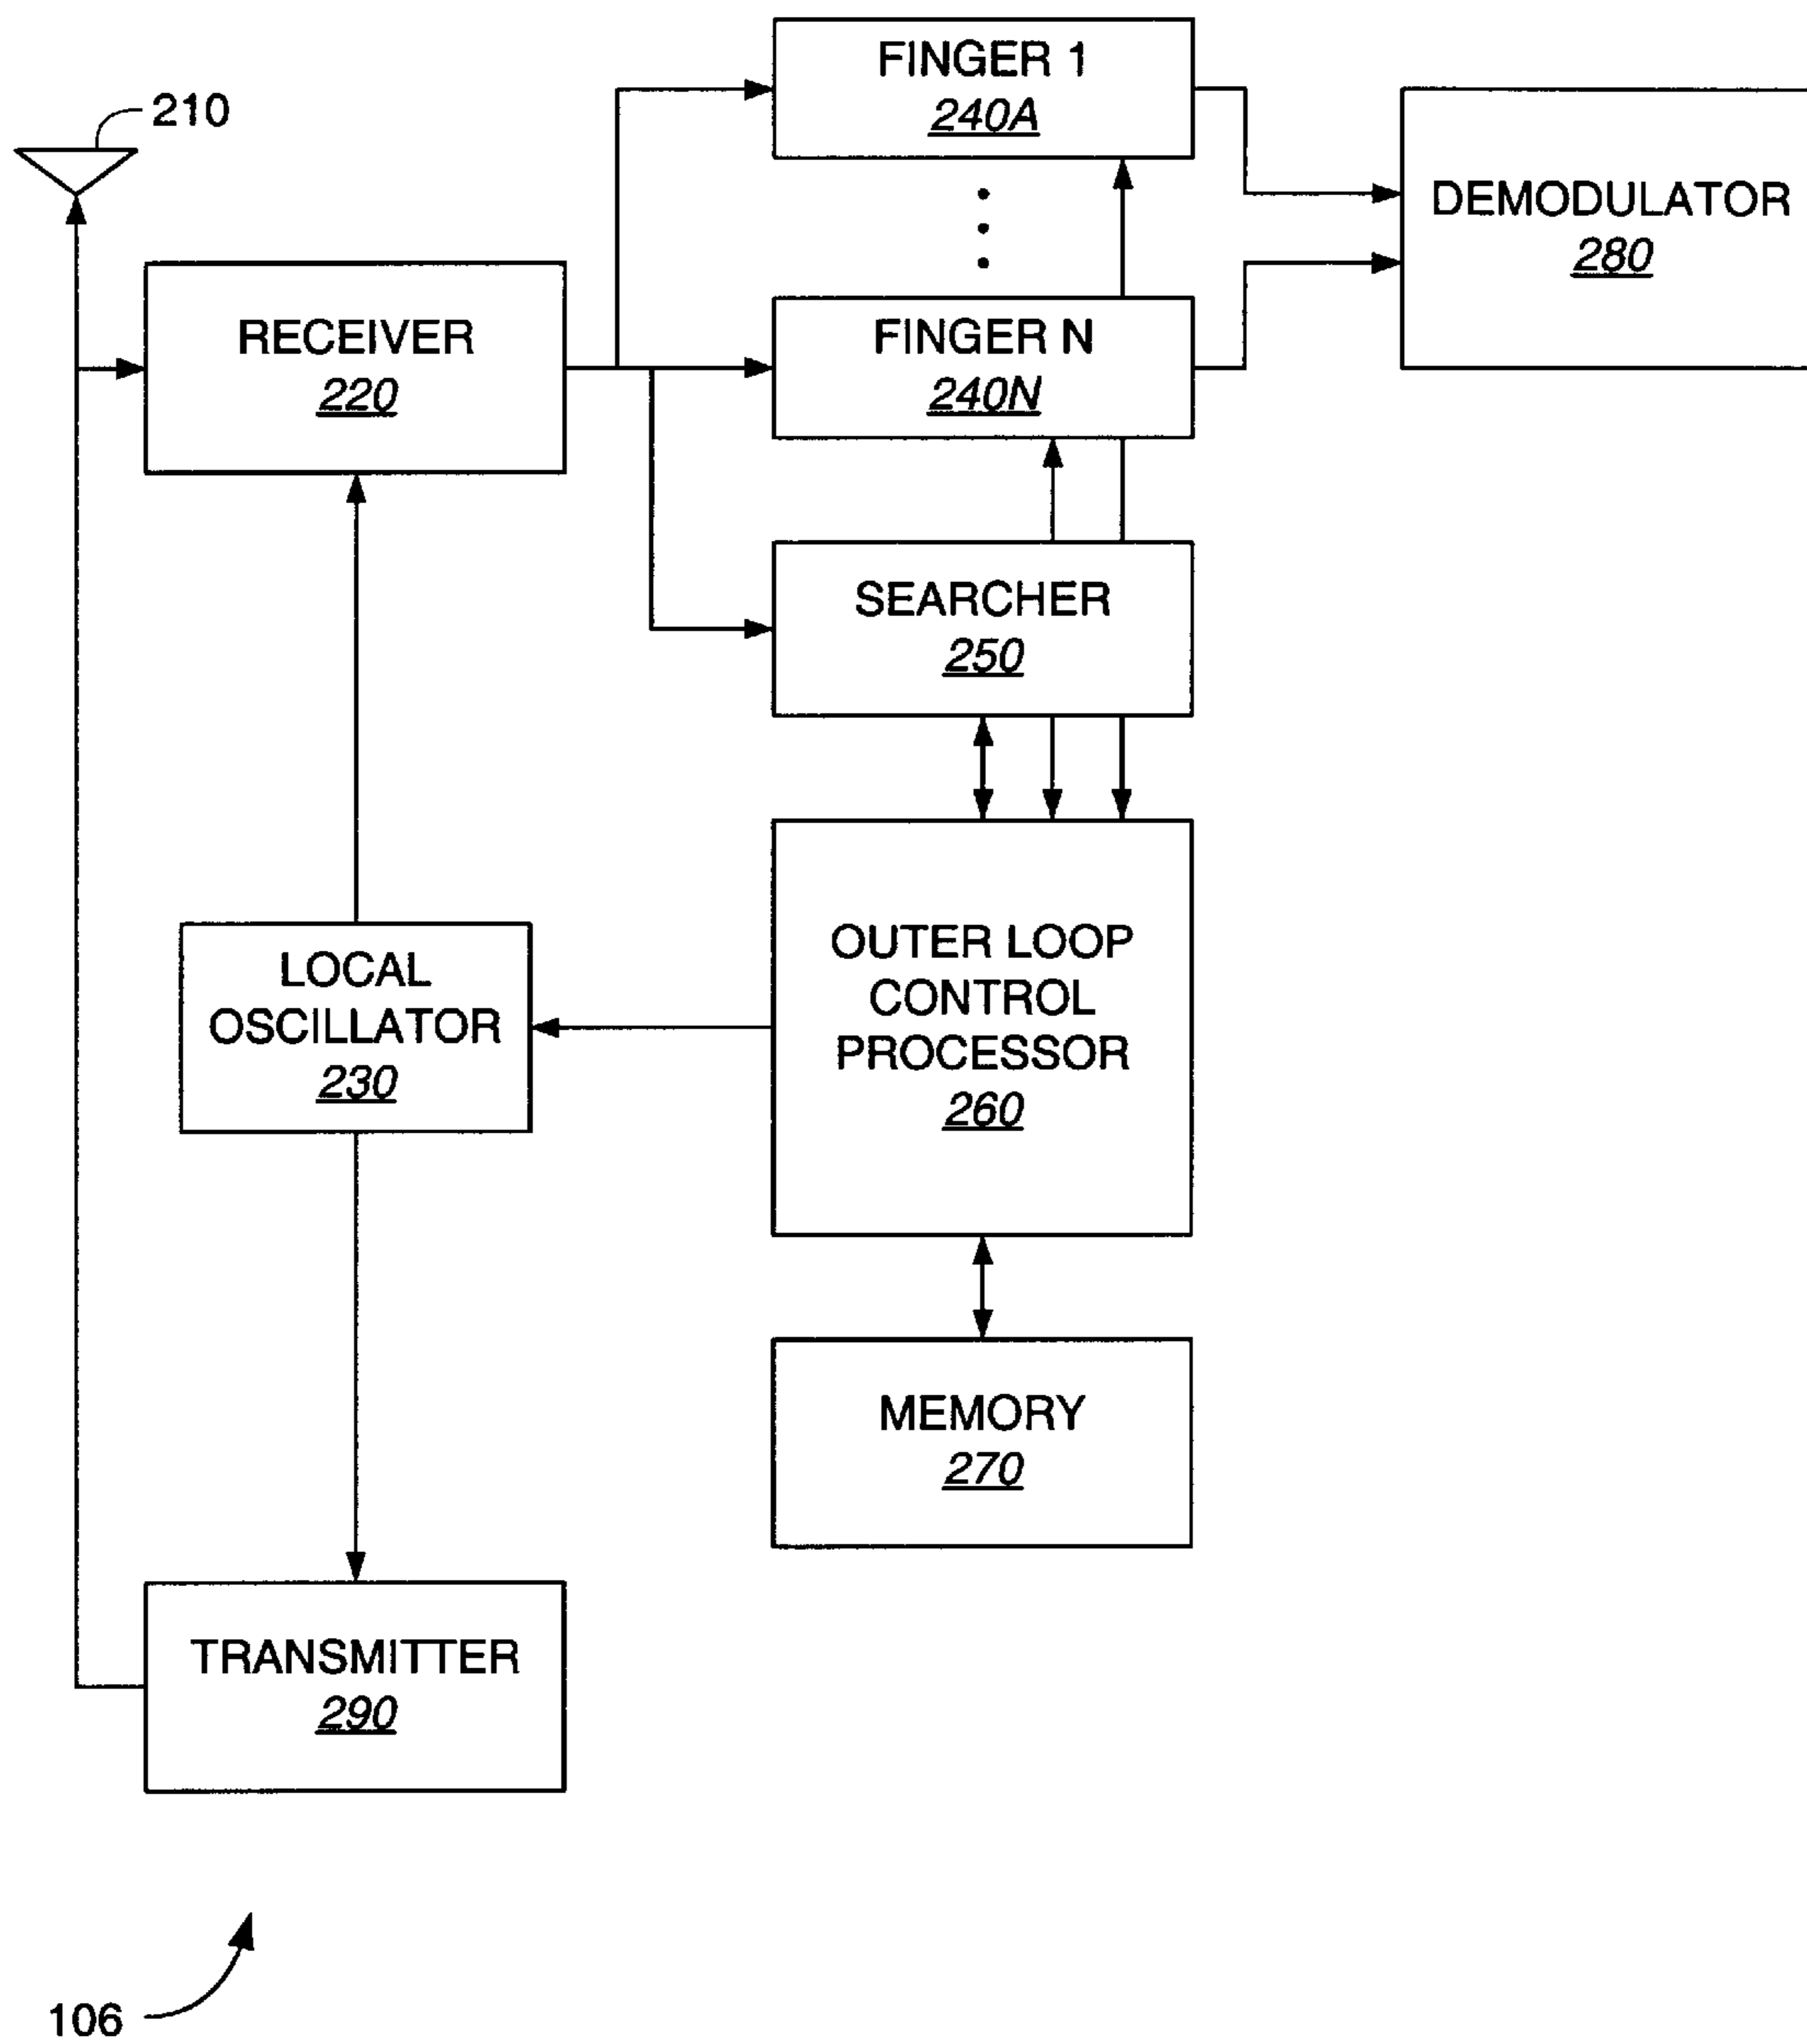 FINGER 1
240A
210
DEMODULATOR
280
RECEIVER
220
FINGER N
240N
SEARCHER
250
OUTER LOOP
CONTROL
PROCESSOR
260
LOCAL
OSCILLATOR
230
MEMORY
270
TRANSMITTER
290
106